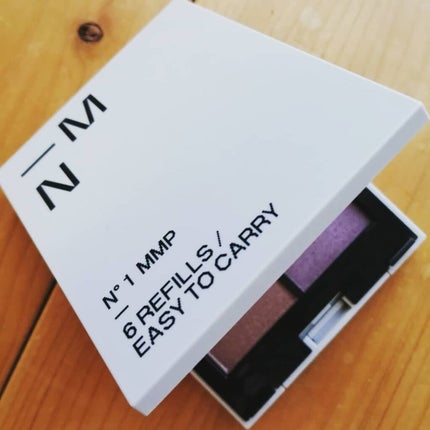 N — M
N° 1 MMP
—
6 REFILLS /
EASY TO CARRY